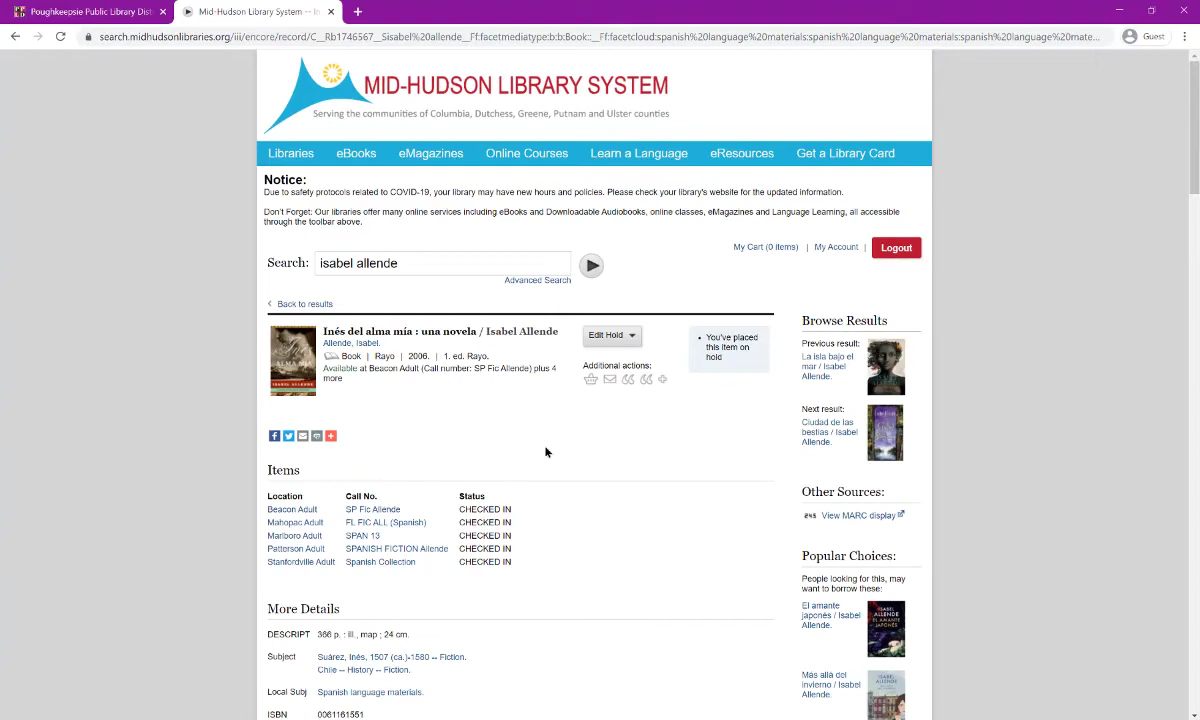 Poughkeepsie Public Library Dist
Mid-Hudson Library System -- In
search.midhudsonlibraries.org/iii/encore/record/C__Rb1746567__Sisabel%20allende__Ff:facetmediatype:b:b:Book::__Ff:facetcloud:spanish%20language%20materials:spanish%20language%20materials:spanish%20language%20mate...
Guest
MID-HUDSON LIBRARY SYSTEM
Serving the communities of Columbia, Dutchess, Greene, Putnam and Ulster counties
Libraries eBooks eMagazines Online Courses Learn a Language eResources Get a Library Card
Notice:
Due to safety protocols related to COVID-19, your library may have new hours and policies. Please check your library's website for the updated information.
Don't Forget: Our libraries offer many online services including eBooks and Downloadable Audiobooks, online classes, eMagazines and Language Learning, all accessible
through the toolbar above.
My Cart (0 items) | My Account | Logout
Search: isabel allende
Advanced Search
Back to results
Inés del alma mía : una novela / Isabel Allende
Allende, Isabel.
Book | Rayo | 2006. | 1. ed. Rayo.
Available at Beacon Adult (Call number: SP Fic Allende) plus 4
more
Edit Hold
Additional actions:
You've placed
this item on
hold
Items
Location Call No. Status
Beacon Adult SP Fic Allende CHECKED IN
Mahopac Adult FL FIC ALL (Spanish) CHECKED IN
Marlboro Adult SPAN 13 CHECKED IN
Patterson Adult SPANISH FICTION Allende CHECKED IN
Stanfordville Adult Spanish Collection CHECKED IN
More Details
DESCRIPT 366 p. : ill., map ; 24 cm.
Subject Suárez, Inés, 1507 (ca.)-1580 -- Fiction.
Chile -- History -- Fiction.
Local Subj Spanish language materials.
ISBN 0061161551
Browse Results
Previous result:
La isla bajo el
mar / Isabel
Allende.
Next result:
Ciudad de las
bestias / Isabel
Allende.
Other Sources:
View MARC display
Popular Choices:
People looking for this, may
want to borrow these:
El amante
japonés / Isabel
Allende.
Más allá del
invierno / Isabel
Allende.